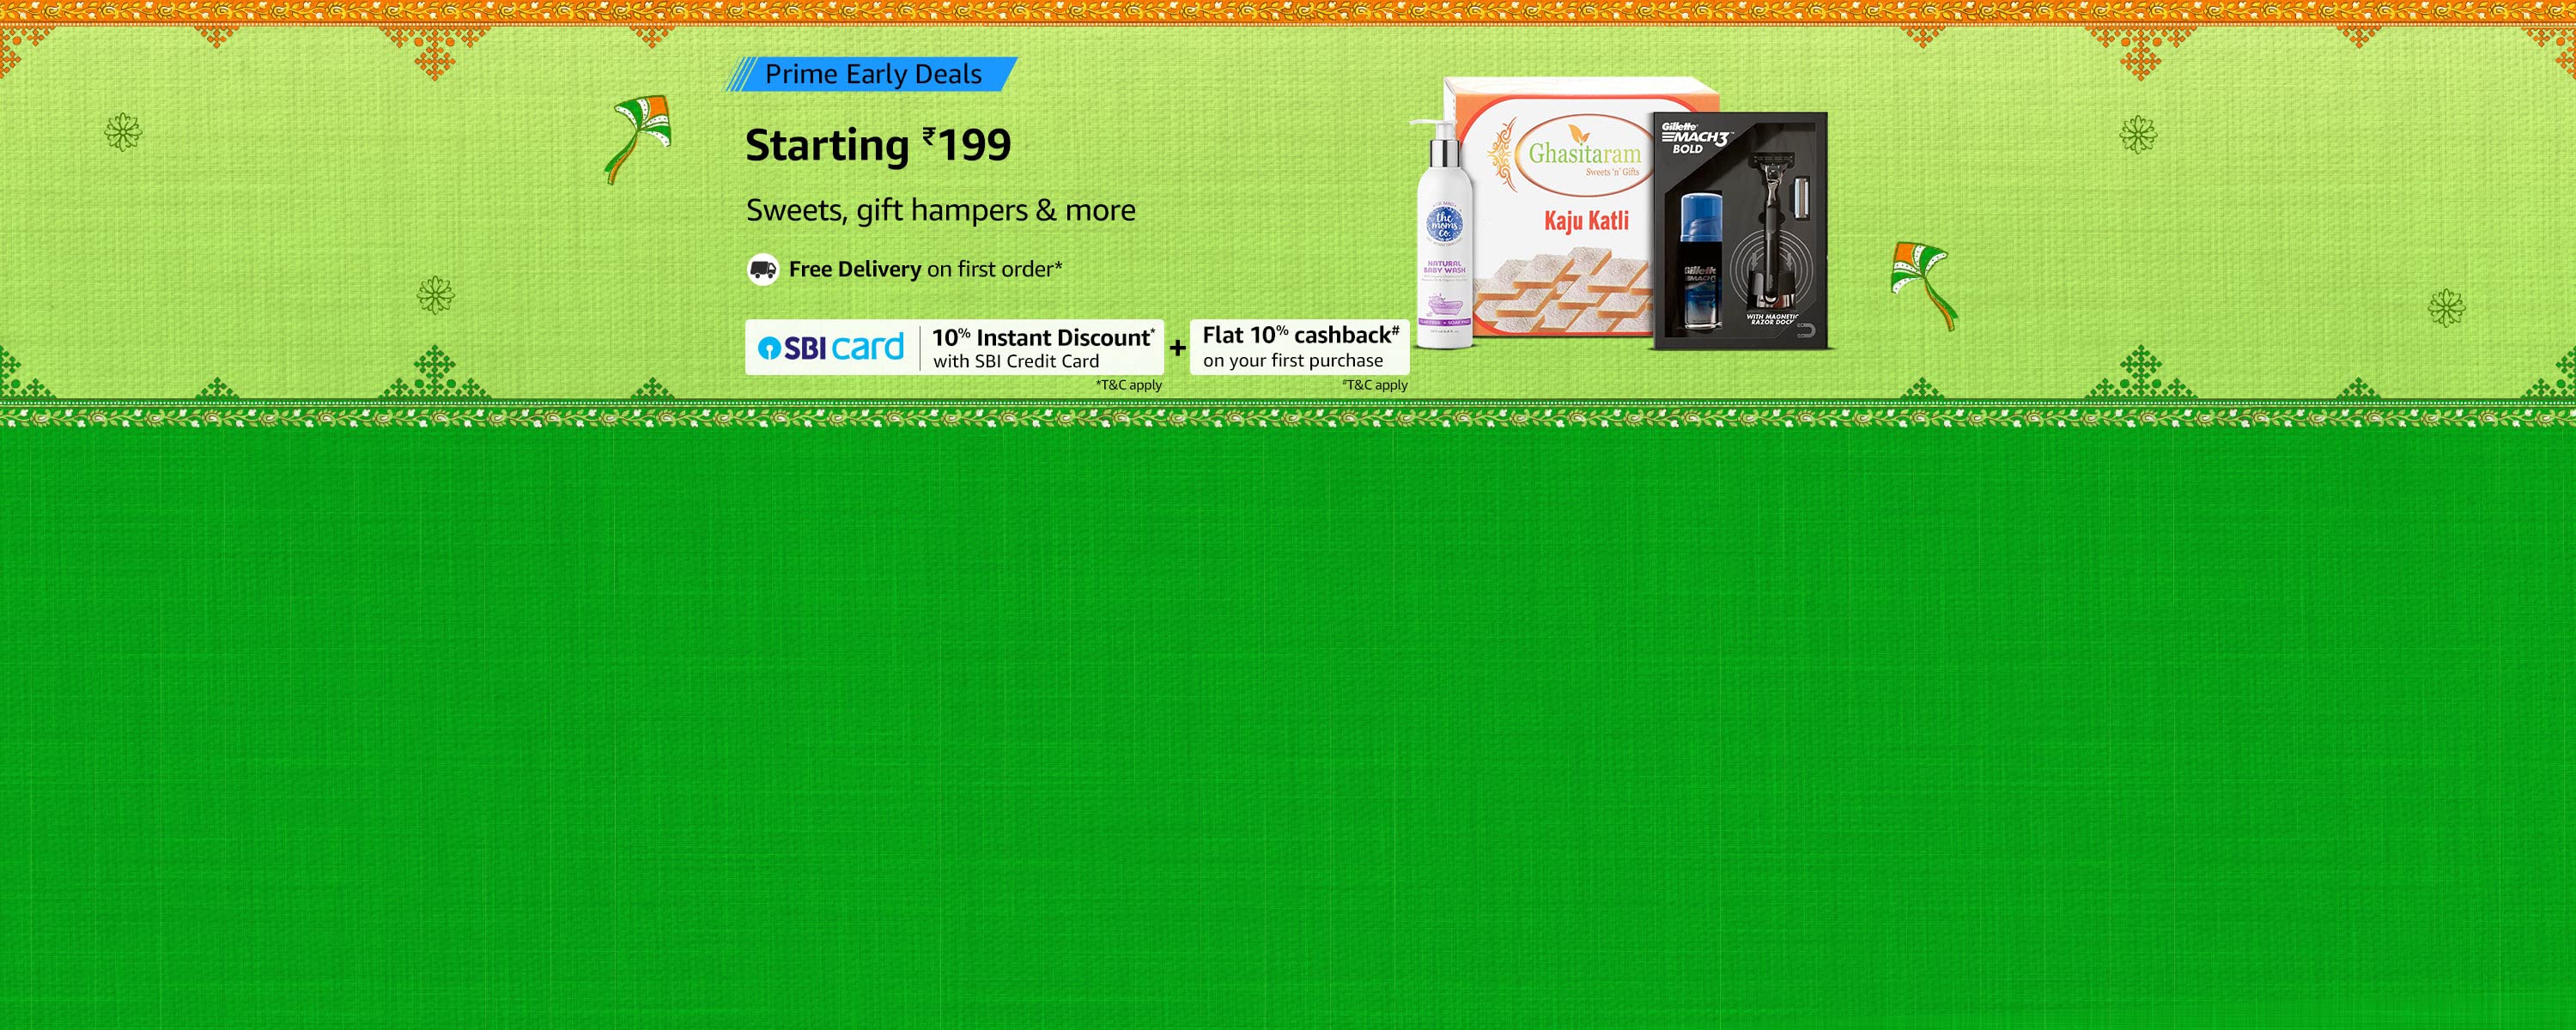 Prime Early Deals
Starting ₹199
Sweets, gift hampers & more
Free Delivery on first order*
SBI card
10% Instant Discount*
with SBI Credit Card
*T&C apply
+
Flat 10% cashback#
on your first purchase
#T&C apply
the
moms
co.
NATURAL
BABY WASH
Ghasitaram
Sweets 'n' Gifts
Kaju Katli
Gillette
MACH3
BOLD
Gillette
MACH3
WITH MAGNETIC
RAZOR DOCK